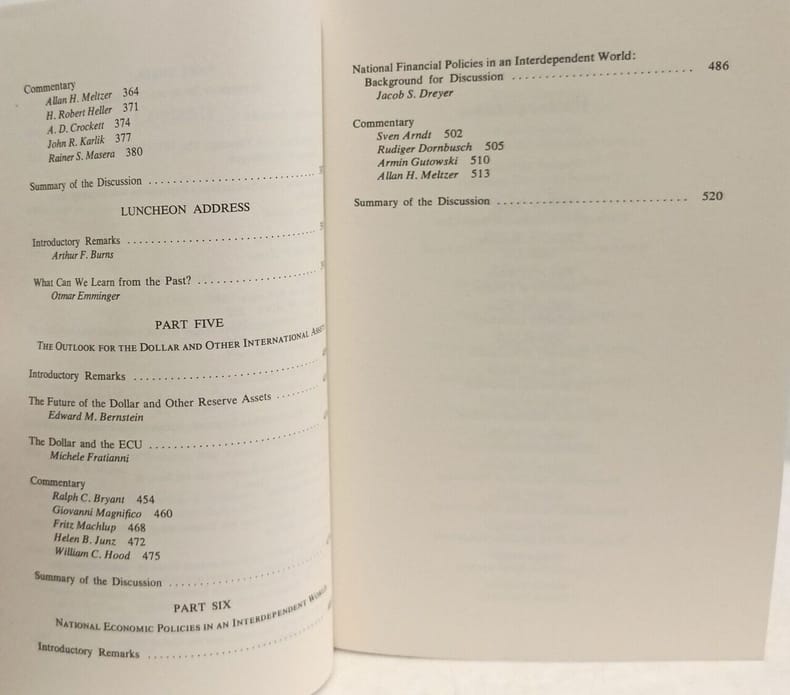 Commentary
Allan H. Meltzer 364
H. Robert Heller 371
A. D. Crockett 374
John R. Karlik 377
Rainer S. Masera 380
Summary of the Discussion
LUNCHEON ADDRESS
Introductory Remarks
Arthur F. Burns
What Can We Learn from the Past?
Otmar Emminger
PART FIVE
THE OUTLOOK FOR THE DOLLAR AND OTHER INTERNATIONAL
Introductory Remarks
The Future of the Dollar and Other Reserve Assets
Edward M. Bernstein
The Dollar and the ECU
Michele Fratianni
Commentary
Ralph C. Bryant 454
Giovanni Magnifico 460
Fritz Machlup 468
Helen B. Junz 472
William C. Hood 475
Summary of the Discussion
PART SIX
NATIONAL ECONOMIC POLICIES IN AN INTERDEPENDENT WORLD
Introductory Remarks
National Financial Policies in an Interdependent World:
Background for Discussion 486
Jacob S. Dreyer
Commentary
Sven Arndt 502
Rudiger Dornbusch 505
Armin Gutowski 510
Allan H. Meltzer 513
Summary of the Discussion 520